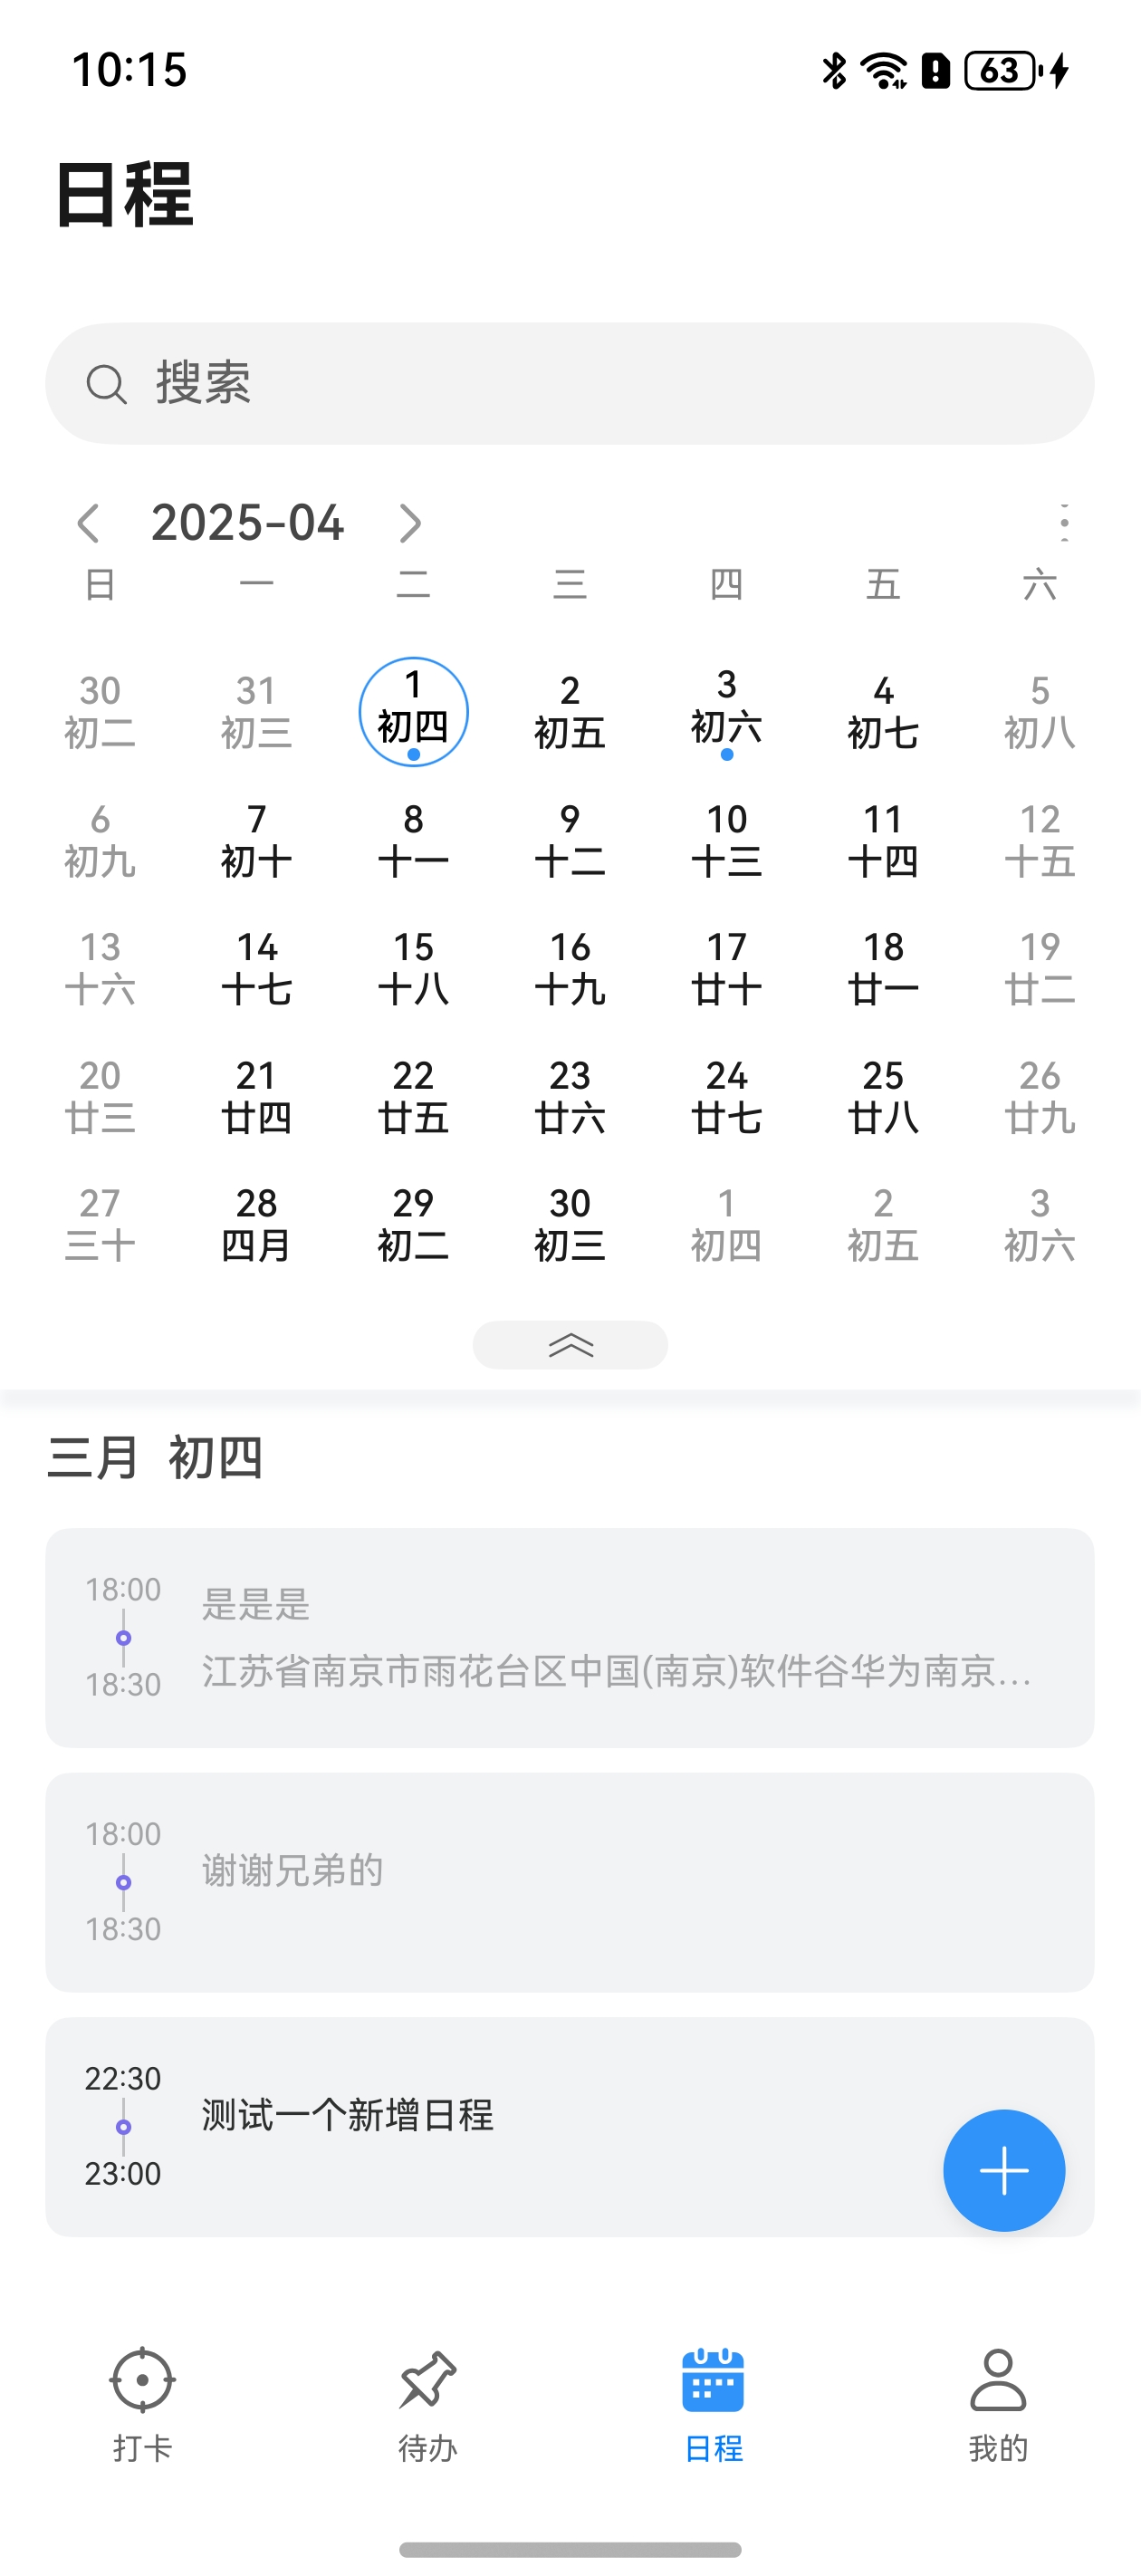 10:15 63
日程
搜索
2025-04
日 一 二 三 四 五 六
30 31 1 2 3 4 5
初二 初三 初四 初五 初六 初七 初八
6 7 8 9 10 11 12
初九 初十 十一 十二 十三 十四 十五
13 14 15 16 17 18 19
十六 十七 十八 十九 廿十 廿一 廿二
20 21 22 23 24 25 26
廿三 廿四 廿五 廿六 廿七 廿八 廿九
27 28 29 30 1 2 3
三十 四月 初二 初三 初四 初五 初六
三月 初四
18:00
是是是
江苏省南京市雨花台区中国(南京)软件谷华为南京...
18:30
18:00
谢谢兄弟的
18:30
22:30
测试一个新增日程
23:00
打卡 待办 日程 我的